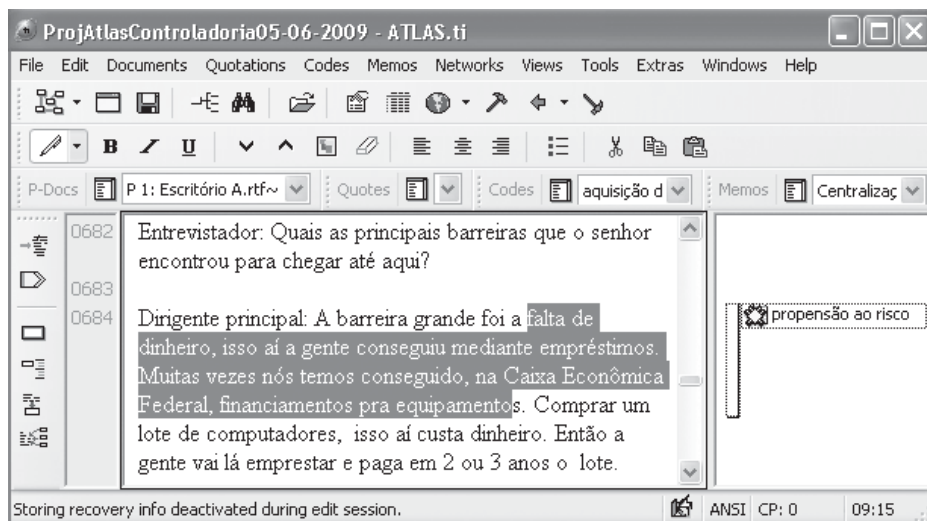 ProjAtlasControladoria05-06-2009 - ATLAS.ti
File Edit Documents Quotations Codes Memos Networks Views Tools Extras Windows Help
B I U
P-Docs P 1: Escritório A.rtf~ Quotes Codes aquisição d Memos Centralizaç
0682 Entrevistador: Quais as principais barreiras que o senhor
encontrou para chegar até aqui?
0683
0684 Dirigente principal: A barreira grande foi a falta de
propensão ao risco
dinheiro, isso aí a gente conseguiu mediante empréstimos.
Muitas vezes nós temos conseguido, na Caixa Econômica
Federal, financiamentos pra equipamentos. Comprar um
lote de computadores, isso aí custa dinheiro. Então a
gente vai lá emprestar e paga em 2 ou 3 anos o lote.
Storing recovery info deactivated during edit session. ANSI CP: 0 09:15